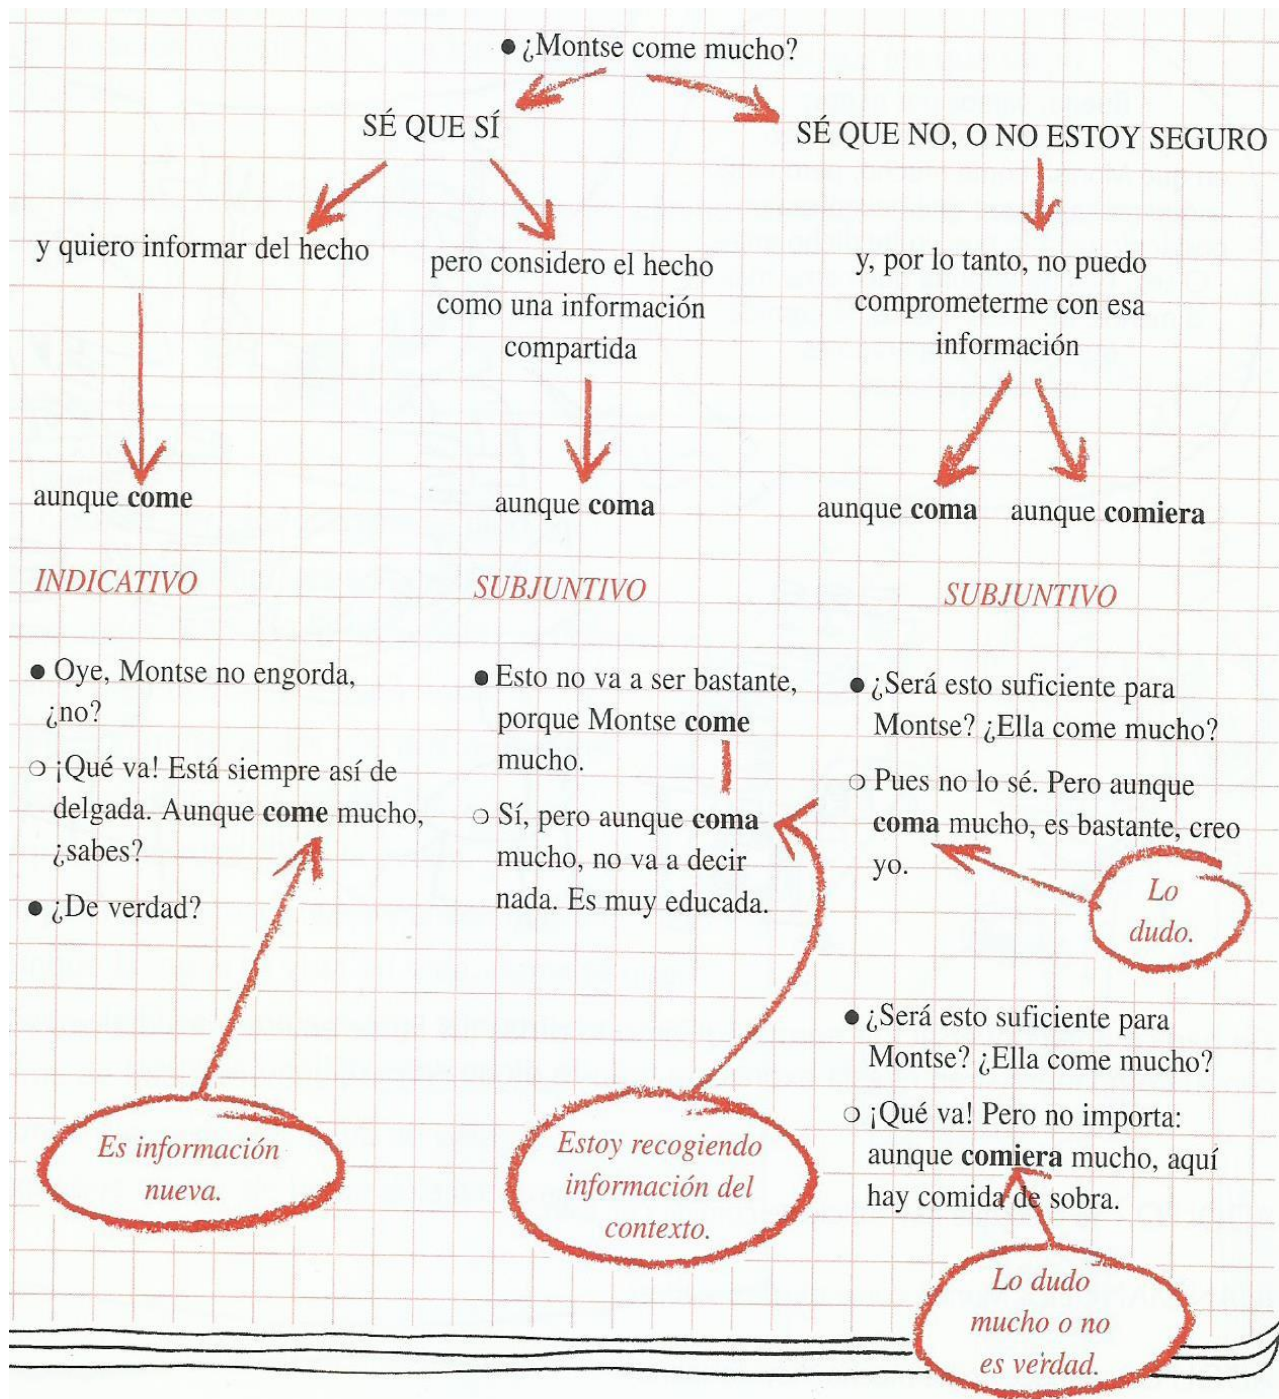 ● ¿Montse come mucho?
SÉ QUE SÍ
SÉ QUE NO, O NO ESTOY SEGURO
y quiero informar del hecho
pero considero el hecho
como una información
compartida
y, por lo tanto, no puedo
comprometerme con esa
información
aunque come
aunque coma
aunque coma aunque comiera
INDICATIVO
SUBJUNTIVO
SUBJUNTIVO
● Oye, Montse no engorda,
¿no?
○ ¡Qué va! Está siempre así de
delgada. Aunque come mucho,
¿sabes?
● ¿De verdad?
Es información
nueva.
● Esto no va a ser bastante,
porque Montse come
mucho.
○ Sí, pero aunque coma
mucho, no va a decir
nada. Es muy educada.
Estoy recogiendo
información del
contexto.
● ¿Será esto suficiente para
Montse? ¿Ella come mucho?
○ Pues no lo sé. Pero aunque
coma mucho, es bastante, creo
yo.
Lo
dudo.
● ¿Será esto suficiente para
Montse? ¿Ella come mucho?
○ ¡Qué va! Pero no importa:
aunque comiera mucho, aquí
hay comida de sobra.
Lo dudo
mucho o no
es verdad.